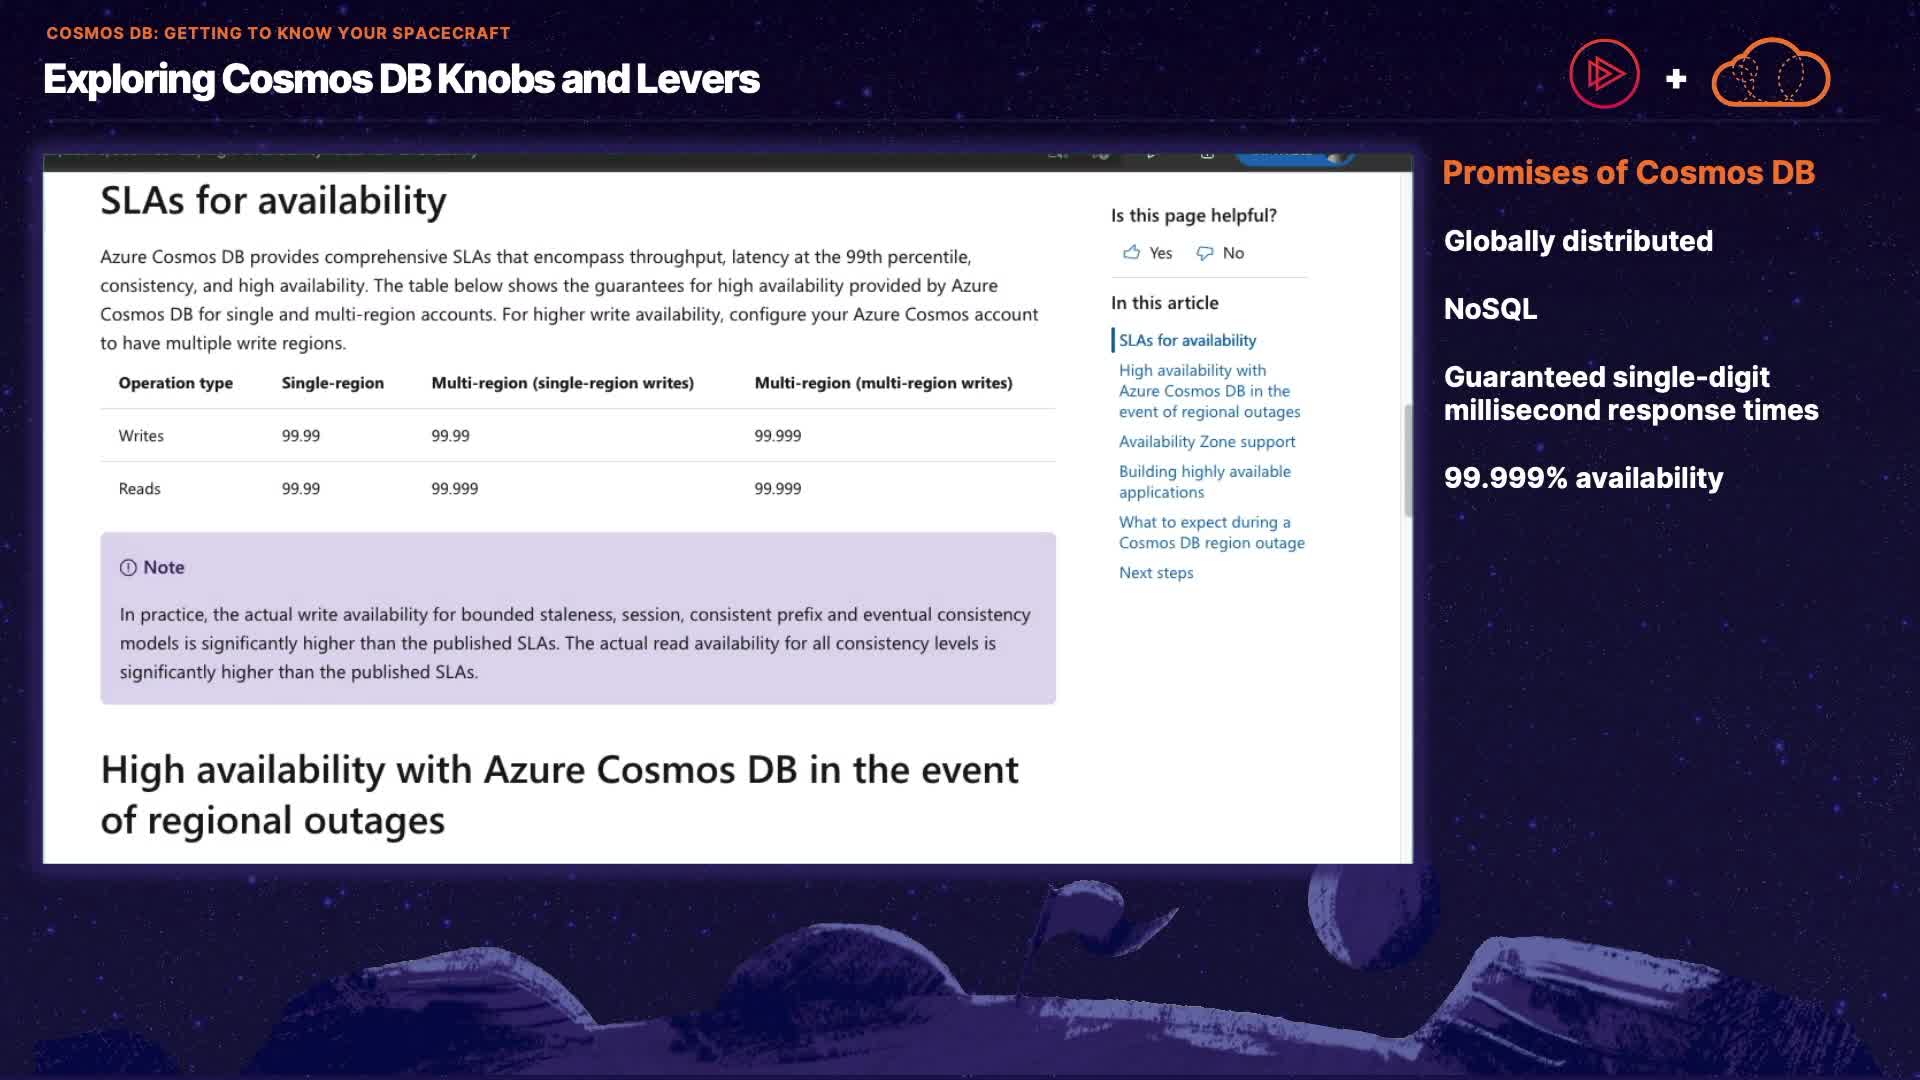 COSMOS DB: GETTING TO KNOW YOUR SPACECRAFT
Exploring Cosmos DB Knobs and Levers
+
SLAs for availability
Azure Cosmos DB provides comprehensive SLAs that encompass throughput, latency at the 99th percentile,
consistency, and high availability. The table below shows the guarantees for high availability provided by Azure
Cosmos DB for single and multi-region accounts. For higher write availability, configure your Azure Cosmos account
to have multiple write regions.
Operation type Single-region Multi-region (single-region writes) Multi-region (multi-region writes)
Writes 99.99 99.99 99.999
Reads 99.99 99.999 99.999
Note
In practice, the actual write availability for bounded staleness, session, consistent prefix and eventual consistency
models is significantly higher than the published SLAs. The actual read availability for all consistency levels is
significantly higher than the published SLAs.
High availability with Azure Cosmos DB in the event
of regional outages
Is this page helpful?
Yes No
In this article
SLAs for availability
High availability with
Azure Cosmos DB in the
event of regional outages
Availability Zone support
Building highly available
applications
What to expect during a
Cosmos DB region outage
Next steps
Promises of Cosmos DB
Globally distributed
NoSQL
Guaranteed single-digit
millisecond response times
99.999% availability